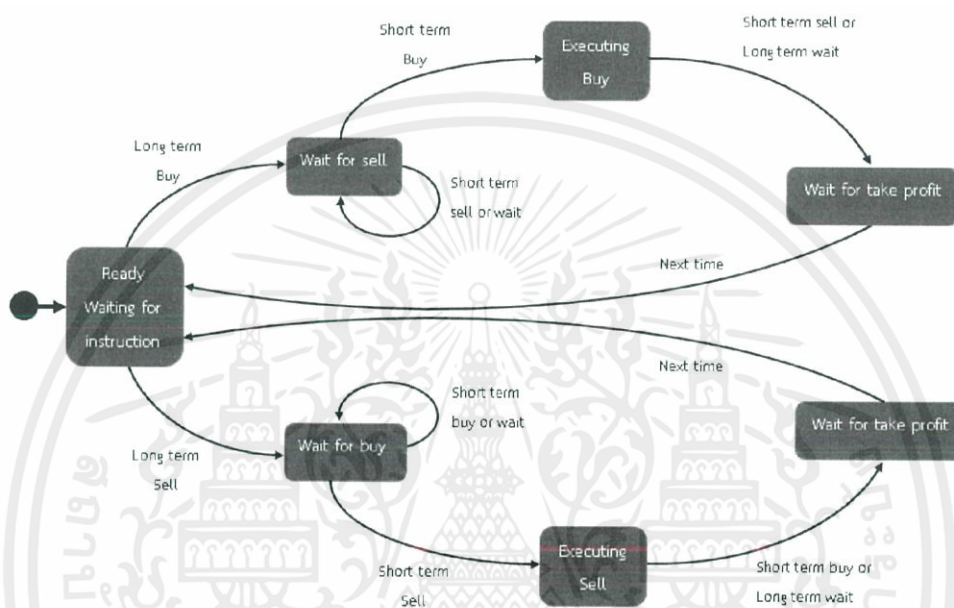 Short term
Buy
Executing
Buy
Short term sell or
Long term wait
Long term
Buy
Wait for sell
Short term
sell or wait
Wait for take profit
Ready
Waiting for
instruction
Next time
Next time
Short term
buy or wait
Wait for buy
Wait for take profit
Long term
Sell
Short term
Sell
Executing
Sell
Short term buy or
Long term wait